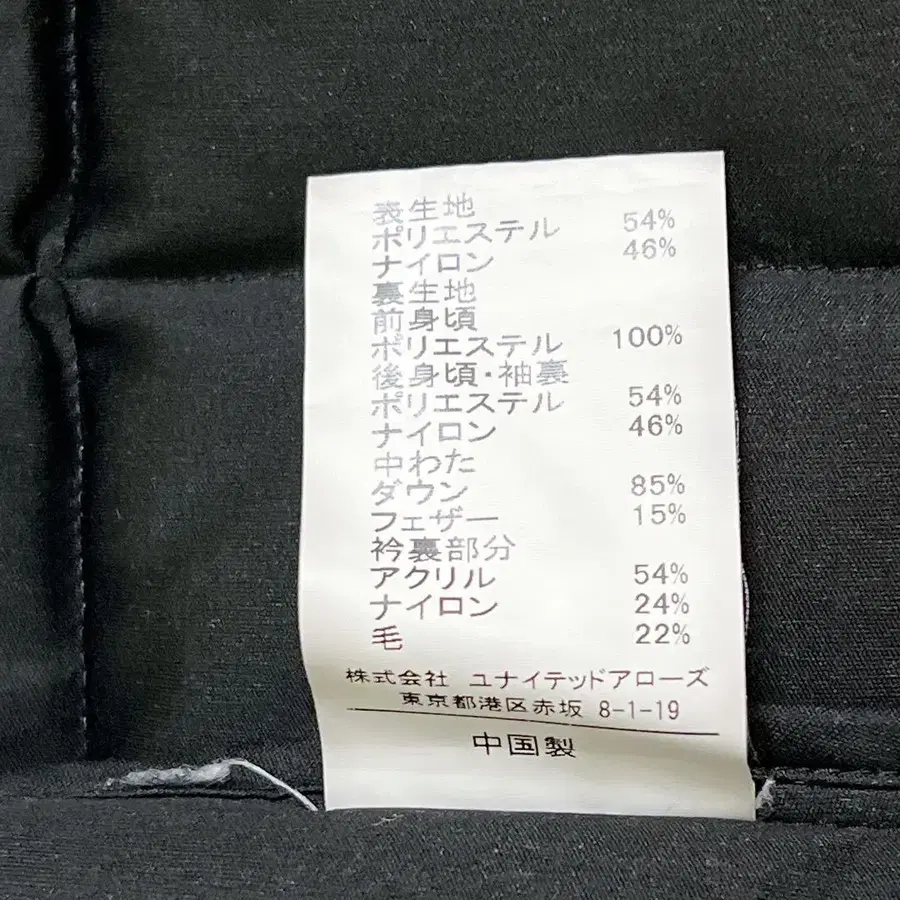 表生地
ポリエステル 54%
ナイロン 46%
裏生地
前身頃
ポリエステル 100%
後身頃・袖裏
ポリエステル 54%
ナイロン 46%
中わた
ダウン 85%
フェザー 15%
衿裏部分
アクリル 54%
ナイロン 24%
毛 22%
株式会社 ユナイテッドアローズ
東京都港区赤坂 8-1-19
中国製